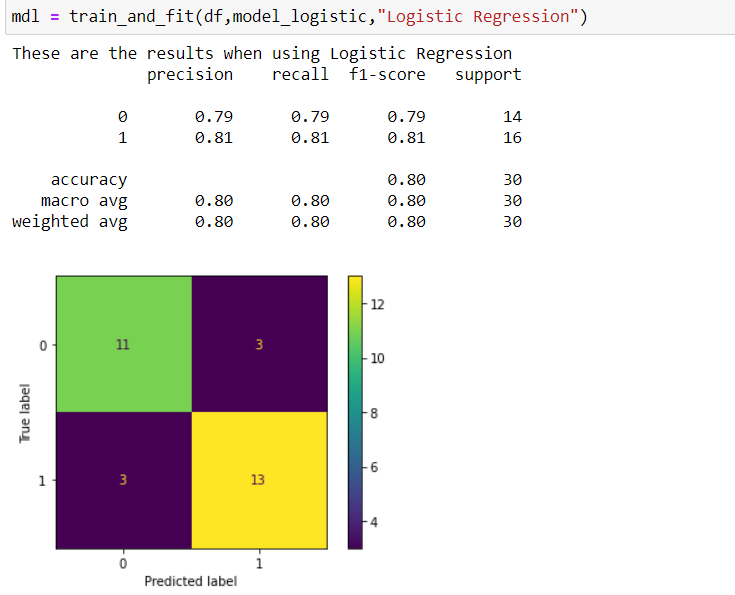 mdl = train_and_fit(df,model_logistic,"Logistic Regression")
These are the results when using Logistic Regression
precision recall f1-score support
0 0.79 0.79 0.79 14
1 0.81 0.81 0.81 16
accuracy 0.80 30
macro avg 0.80 0.80 0.80 30
weighted avg 0.80 0.80 0.80 30
12
0 11 3
10
True label
8
1 3 13
6
4
0 1
Predicted label